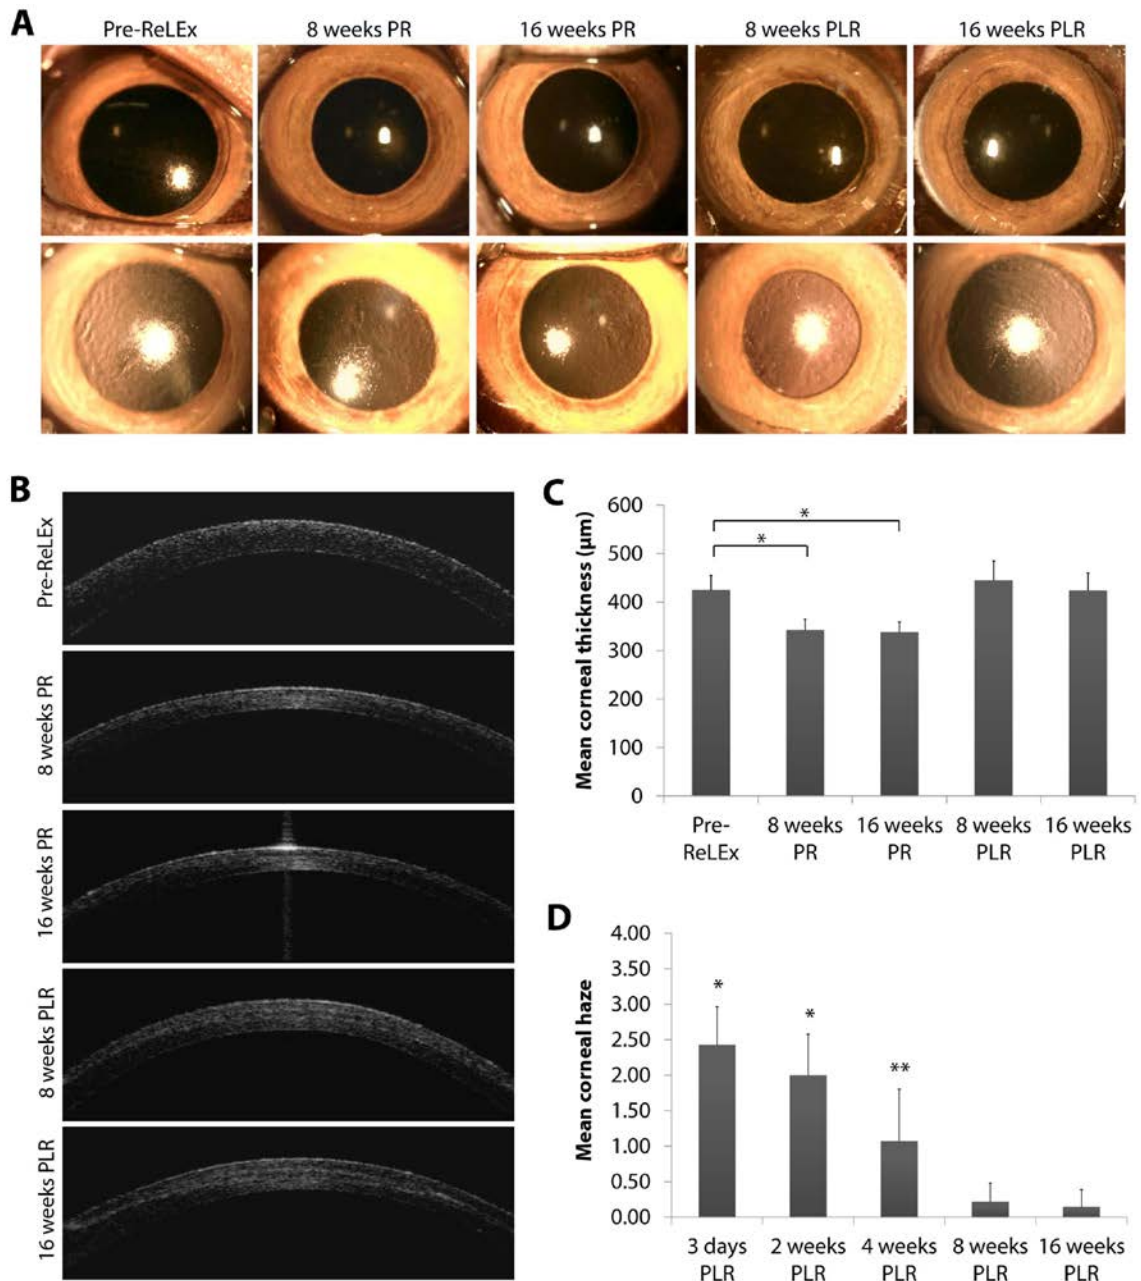 A
Pre-ReLEx
8 weeks PR
16 weeks PR
8 weeks PLR
16 weeks PLR
B
Pre-ReLEx
8 weeks PR
16 weeks PR
8 weeks PLR
16 weeks PLR
C
Mean corneal thickness (µm)
600
500
400
300
200
100
0
*
*
Pre-
ReLEx
8 weeks
PR
16 weeks
PR
8 weeks
PLR
16 weeks
PLR
D
Mean corneal haze
4.00
3.50
3.00
2.50
2.00
1.50
1.00
0.50
0.00
*
*
**
3 days
PLR
2 weeks
PLR
4 weeks
PLR
8 weeks
PLR
16 weeks
PLR